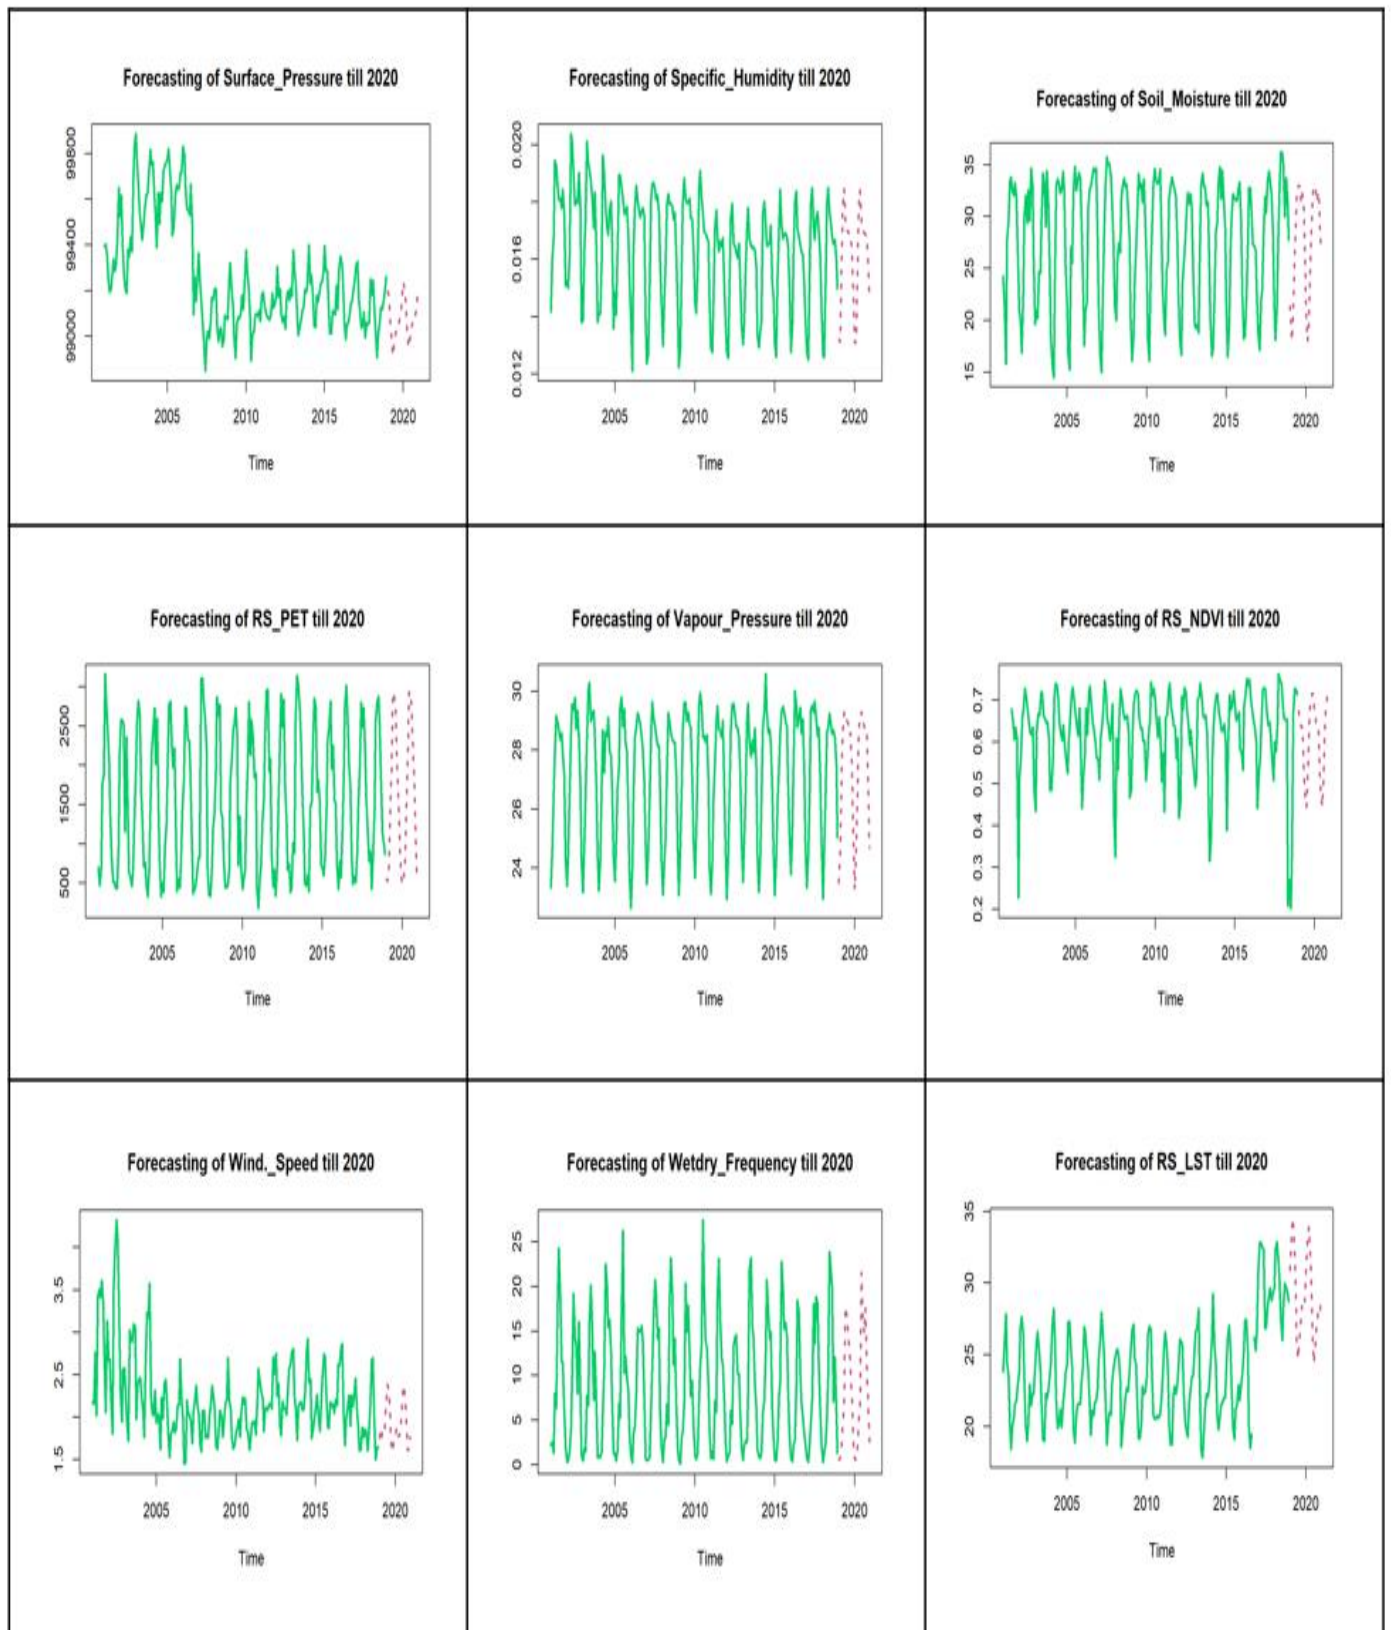 Forecasting of Surface_Pressure till 2020
99800
99400
99000
2005 2010 2015 2020
Time
Forecasting of Specific_Humidity till 2020
0.020
0.016
0.012
2005 2010 2015 2020
Time
Forecasting of Soil_Moisture till 2020
35
30
25
20
15
2005 2010 2015 2020
Time
Forecasting of RS_PET till 2020
2500
1500
500
2005 2010 2015 2020
Time
Forecasting of Vapour_Pressure till 2020
30
28
26
24
2005 2010 2015 2020
Time
Forecasting of RS_NDVI till 2020
0.7
0.6
0.5
0.4
0.3
0.2
2005 2010 2015 2020
Time
Forecasting of Wind._Speed till 2020
3.5
2.5
1.5
2005 2010 2015 2020
Time
Forecasting of Wetdry_Frequency till 2020
25
20
15
10
5
0
2005 2010 2015 2020
Time
Forecasting of RS_LST till 2020
35
30
25
20
2005 2010 2015 2020
Time